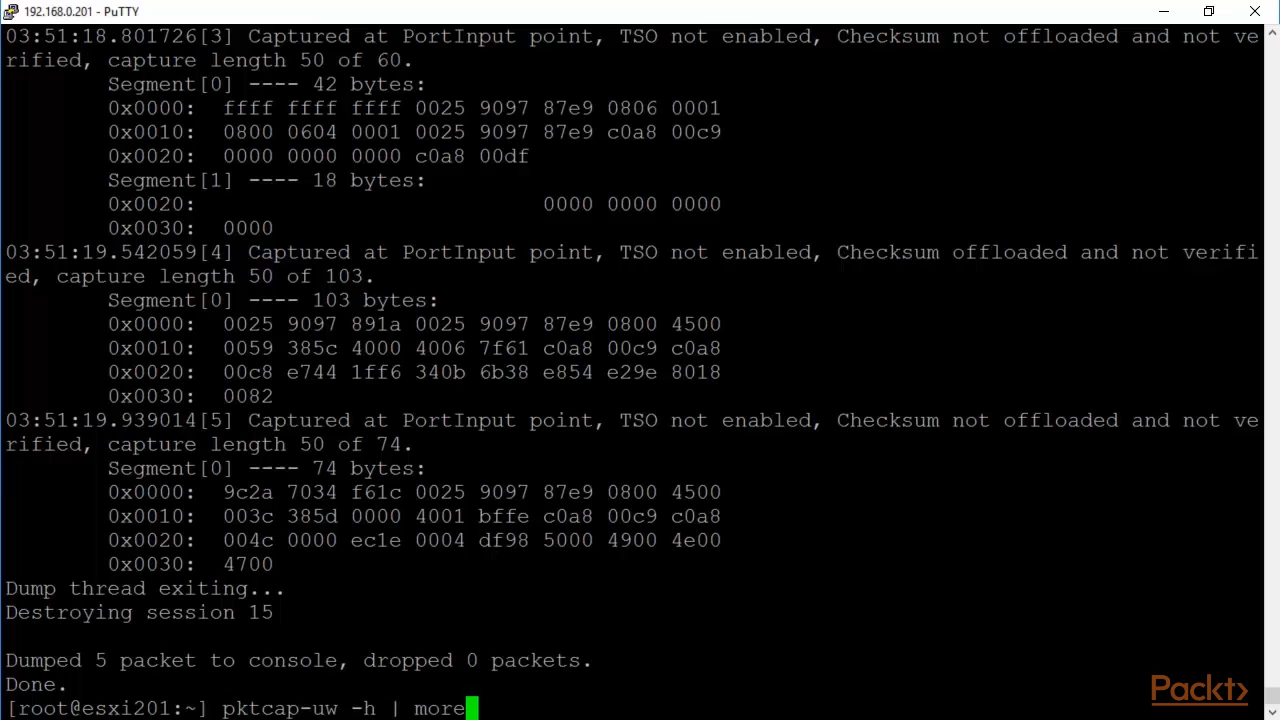 192.168.0.201 - PuTTY
03:51:18.801726[3] Captured at PortInput point, TSO not enabled, Checksum not offloaded and not ve
rified, capture length 50 of 60.
Segment[0] ---- 42 bytes:
0x0000: ffff ffff ffff 0025 9097 87e9 0806 0001
0x0010: 0800 0604 0001 0025 9097 87e9 c0a8 00c9
0x0020: 0000 0000 0000 c0a8 00df
Segment[1] ---- 18 bytes:
0x0020: 0000 0000 0000
0x0030: 0000
03:51:19.542059[4] Captured at PortInput point, TSO not enabled, Checksum offloaded and not verifi
ed, capture length 50 of 103.
Segment[0] ---- 103 bytes:
0x0000: 0025 9097 891a 0025 9097 87e9 0800 4500
0x0010: 0059 385c 4000 4006 7f61 c0a8 00c9 c0a8
0x0020: 00c8 e744 1ff6 340b 6b38 e854 e29e 8018
0x0030: 0082
03:51:19.939014[5] Captured at PortInput point, TSO not enabled, Checksum not offloaded and not ve
rified, capture length 50 of 74.
Segment[0] ---- 74 bytes:
0x0000: 9c2a 7034 f61c 0025 9097 87e9 0800 4500
0x0010: 003c 385d 0000 4001 bffe c0a8 00c9 c0a8
0x0020: 004c 0000 ec1e 0004 df98 5000 4900 4e00
0x0030: 4700
Dump thread exiting...
Destroying session 15
Dumped 5 packet to console, dropped 0 packets.
Done.
[root@esxi201:~] pktcap-uw -h | more
Packt>